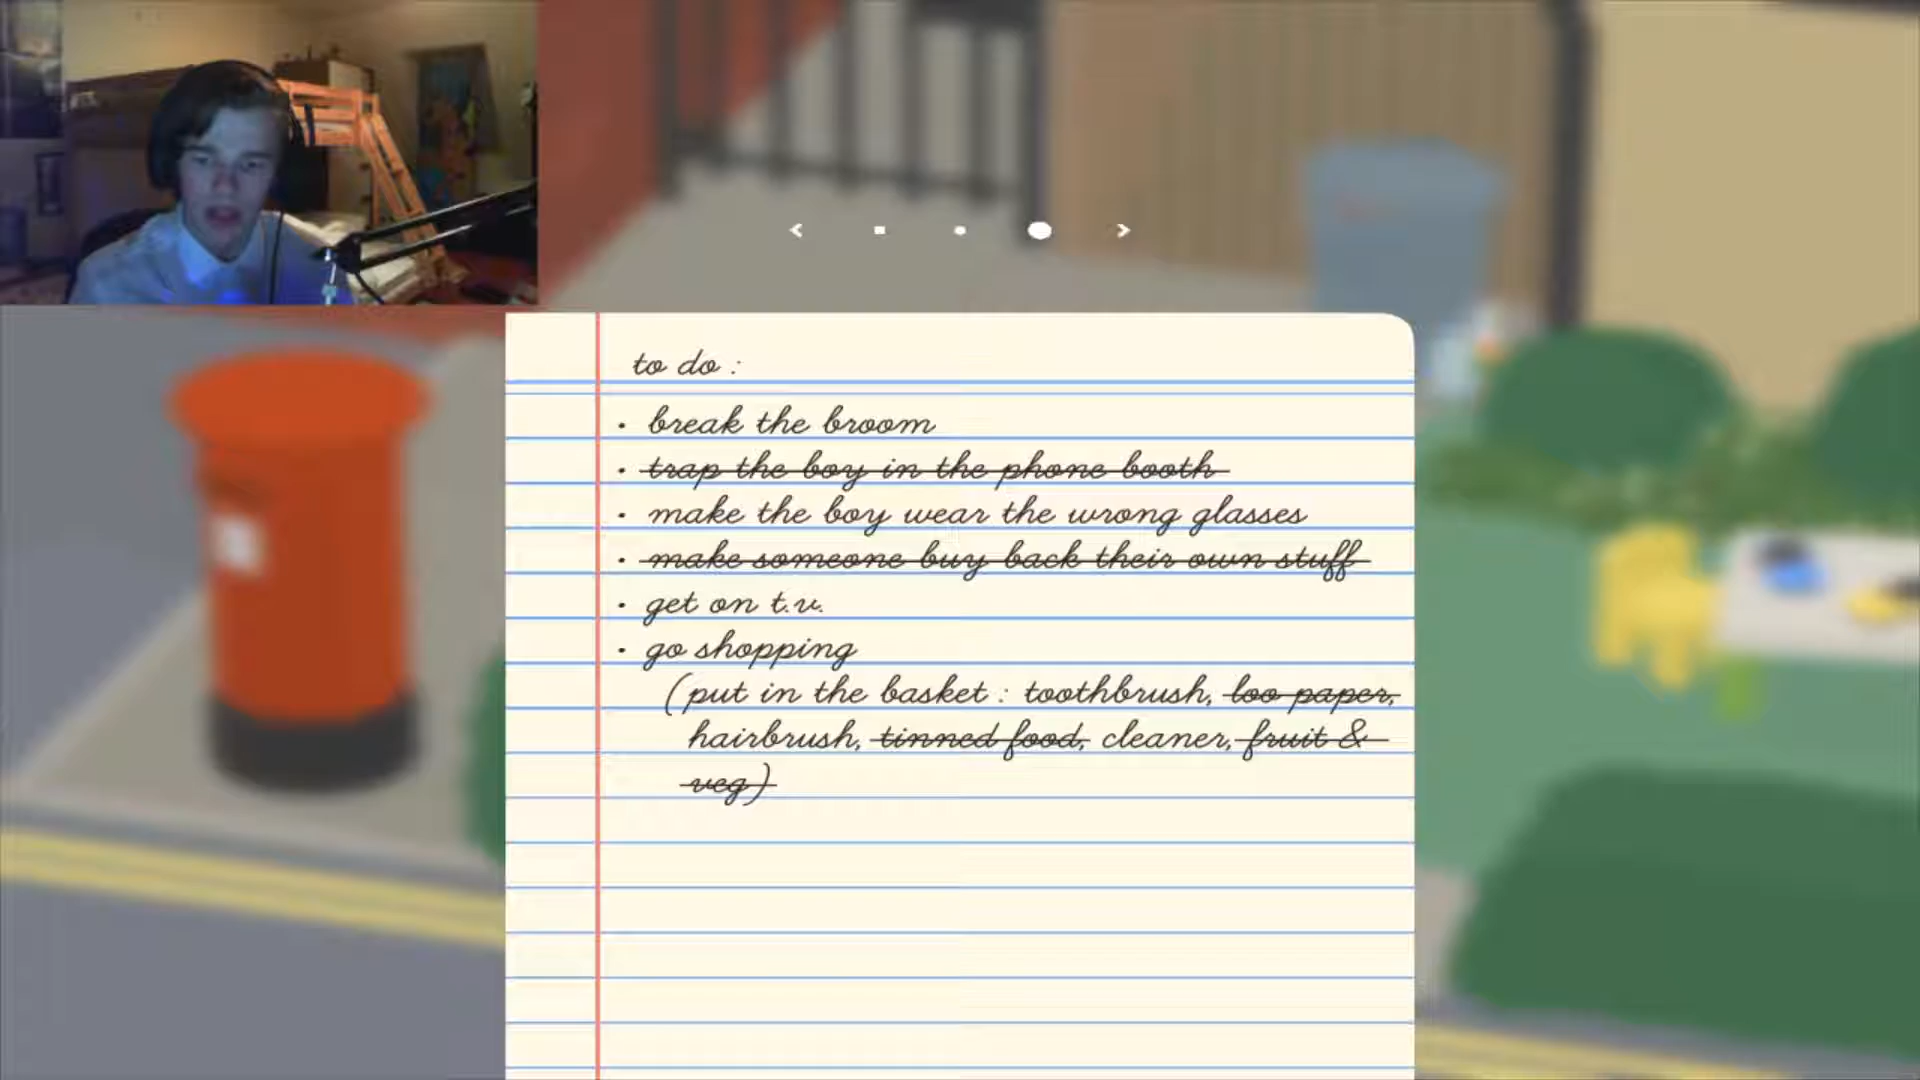 to do :
• break the broom
• trap the boy in the phone booth
• make the boy wear the wrong glasses
• make someone buy back their own stuff
• get on t.v.
• go shopping
(put in the basket : toothbrush, loo paper,
hairbrush, tinned food, cleaner, fruit &
veg)